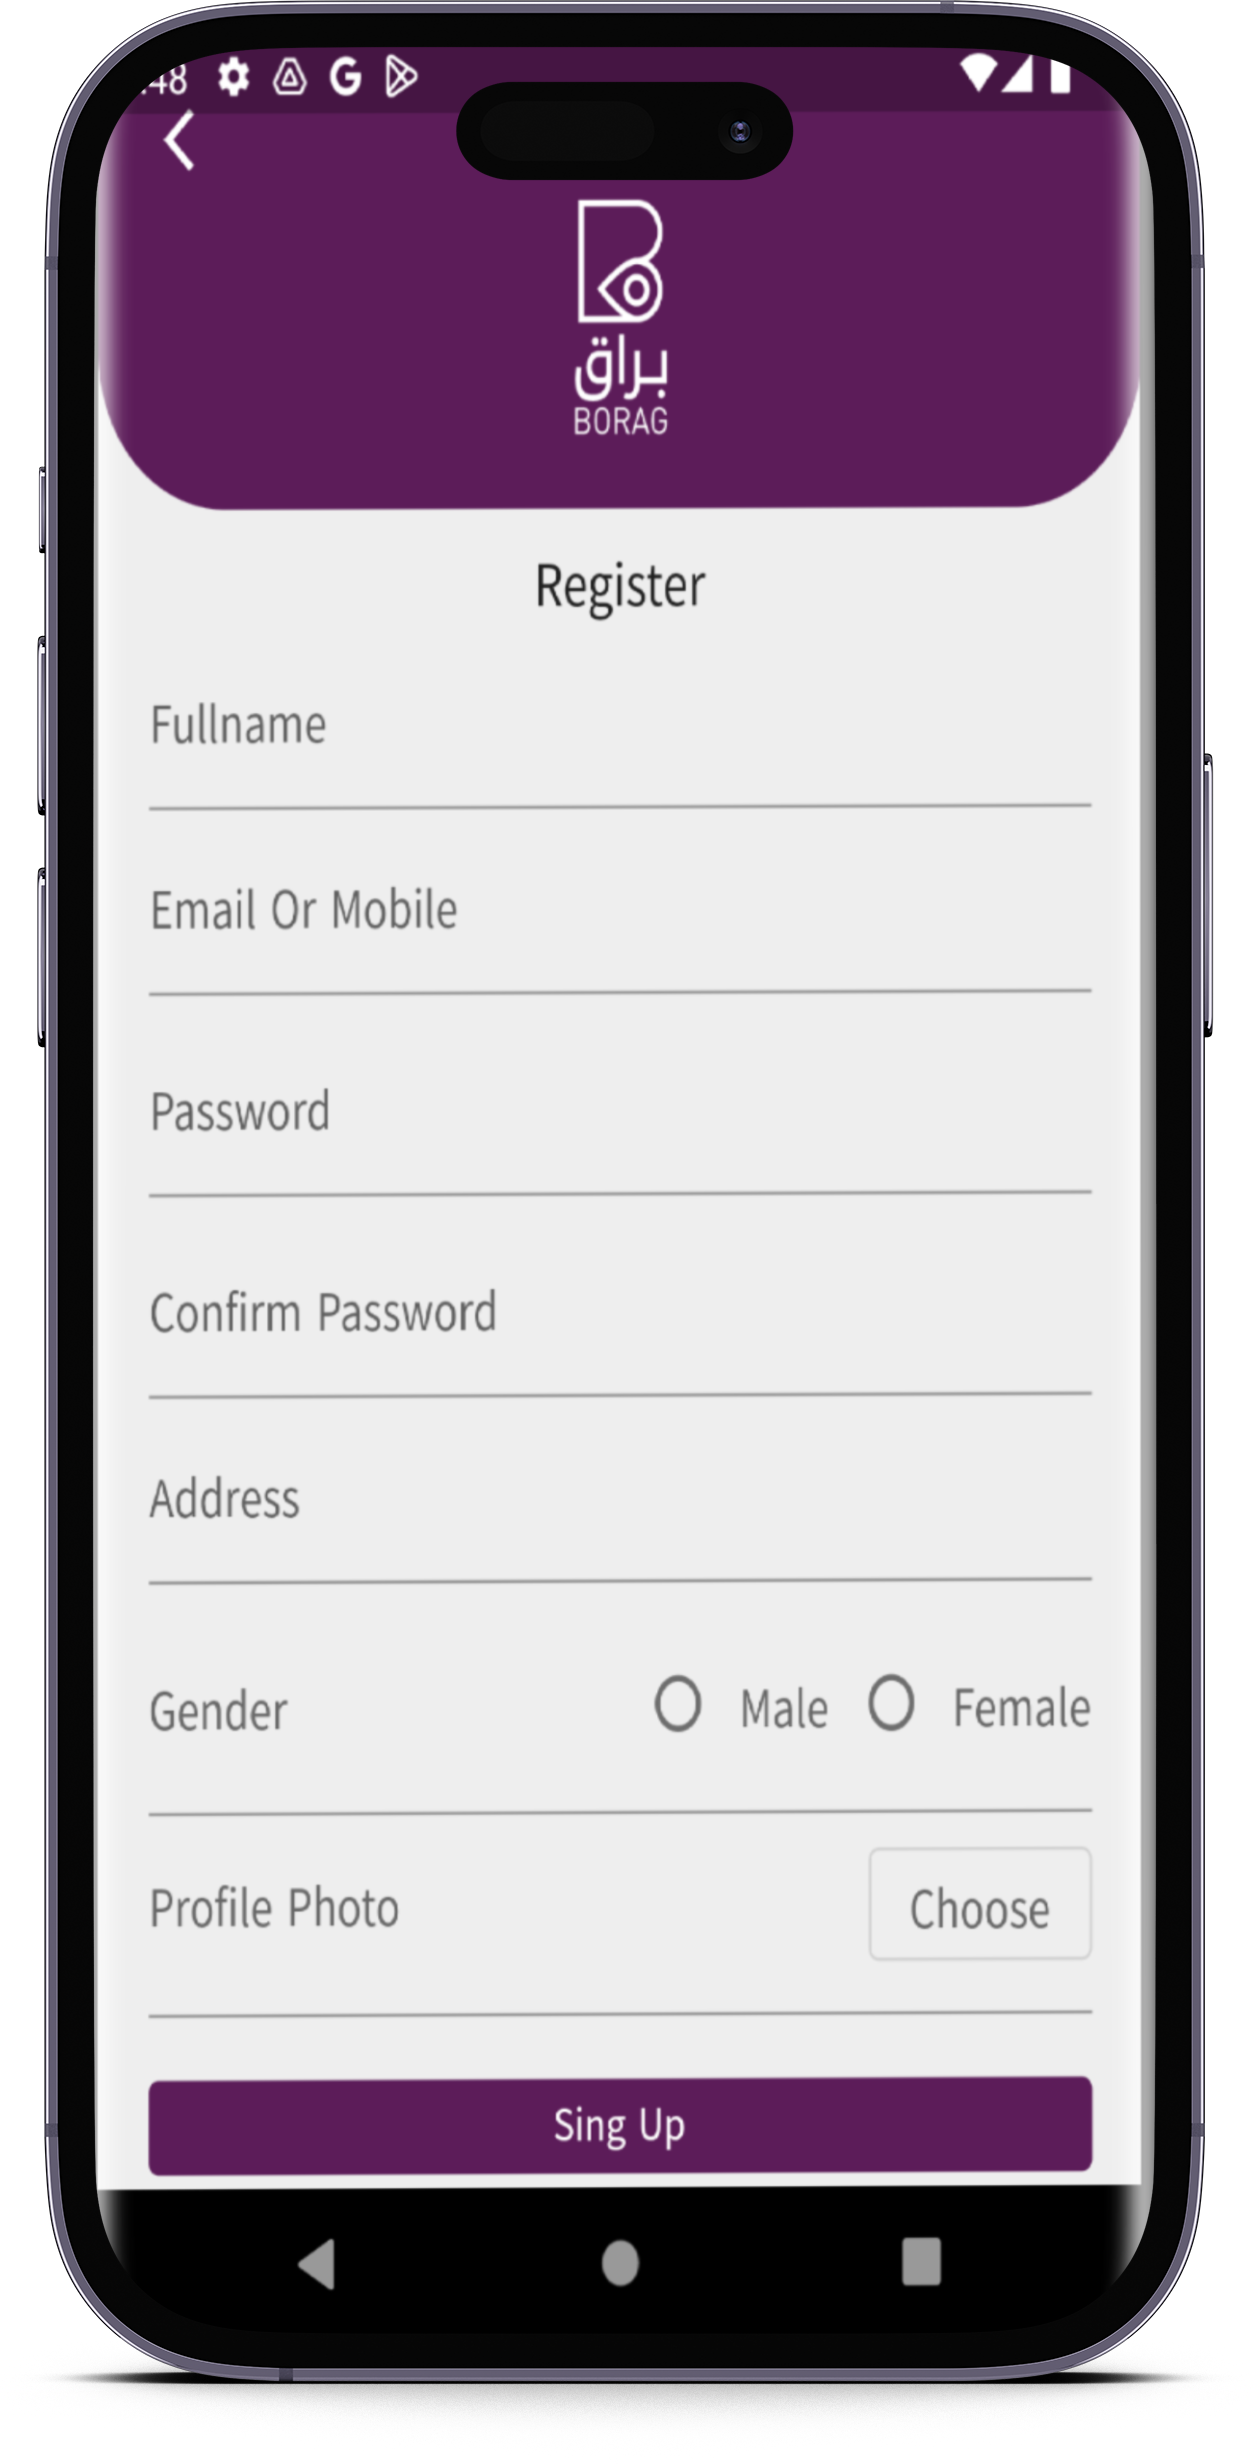 :48
براق
BORAG
Register
Fullname
Email Or Mobile
Password
Confirm Password
Address
Gender Male Female
Profile Photo Choose
Sing Up